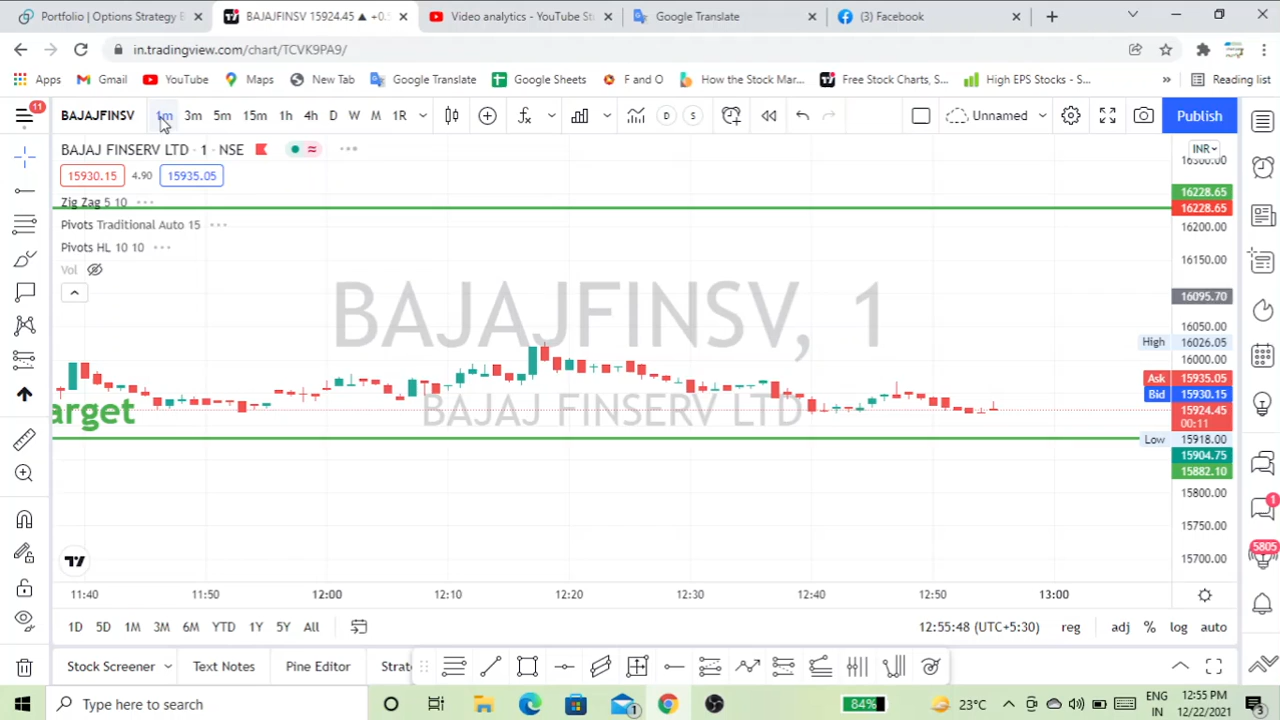 Portfolio | Options Strategy B
BAJAJFINSV 15924.45 ▲ +0.5
Video analytics - YouTube St
Google Translate
Facebook
in.tradingview.com/chart/TCVK9PA9/
Apps
Gmail
YouTube
Maps
New Tab
Google Translate
Google Sheets
F and O
How the Stock Mar...
Free Stock Charts, S...
High EPS Stocks - S...
»
Reading list
11
BAJAJFINSV
1m 3m 5m 15m 1h 4h D W M 1R
D
S
Unnamed
Publish
BAJAJ FINSERV LTD · 1 · NSE
INR
15930.15
4.90
15935.05
Zig Zag 5 10
Pivots Traditional Auto 15
Pivots HL 10 10
Vol
BAJAJFINSV, 1
BAJAJ FINSERV LTD
arget
16300.00
16228.65
16228.65
16200.00
16150.00
16095.70
16050.00
High 16026.05
16000.00
Ask 15935.05
Bid 15930.15
15924.45
00:11
Low 15918.00
15904.75
15882.10
15800.00
15750.00
15700.00
11:40 11:50 12:00 12:10 12:20 12:30 12:40 12:50 13:00
1D 5D 1M 3M 6M YTD 1Y 5Y All
12:55:48 (UTC+5:30)
reg
adj
%
log
auto
1
5805
Stock Screener
Text Notes
Pine Editor
Strat
Type here to search
1
84%
23°C
ENG
IN
12:55 PM
12/22/2021
3